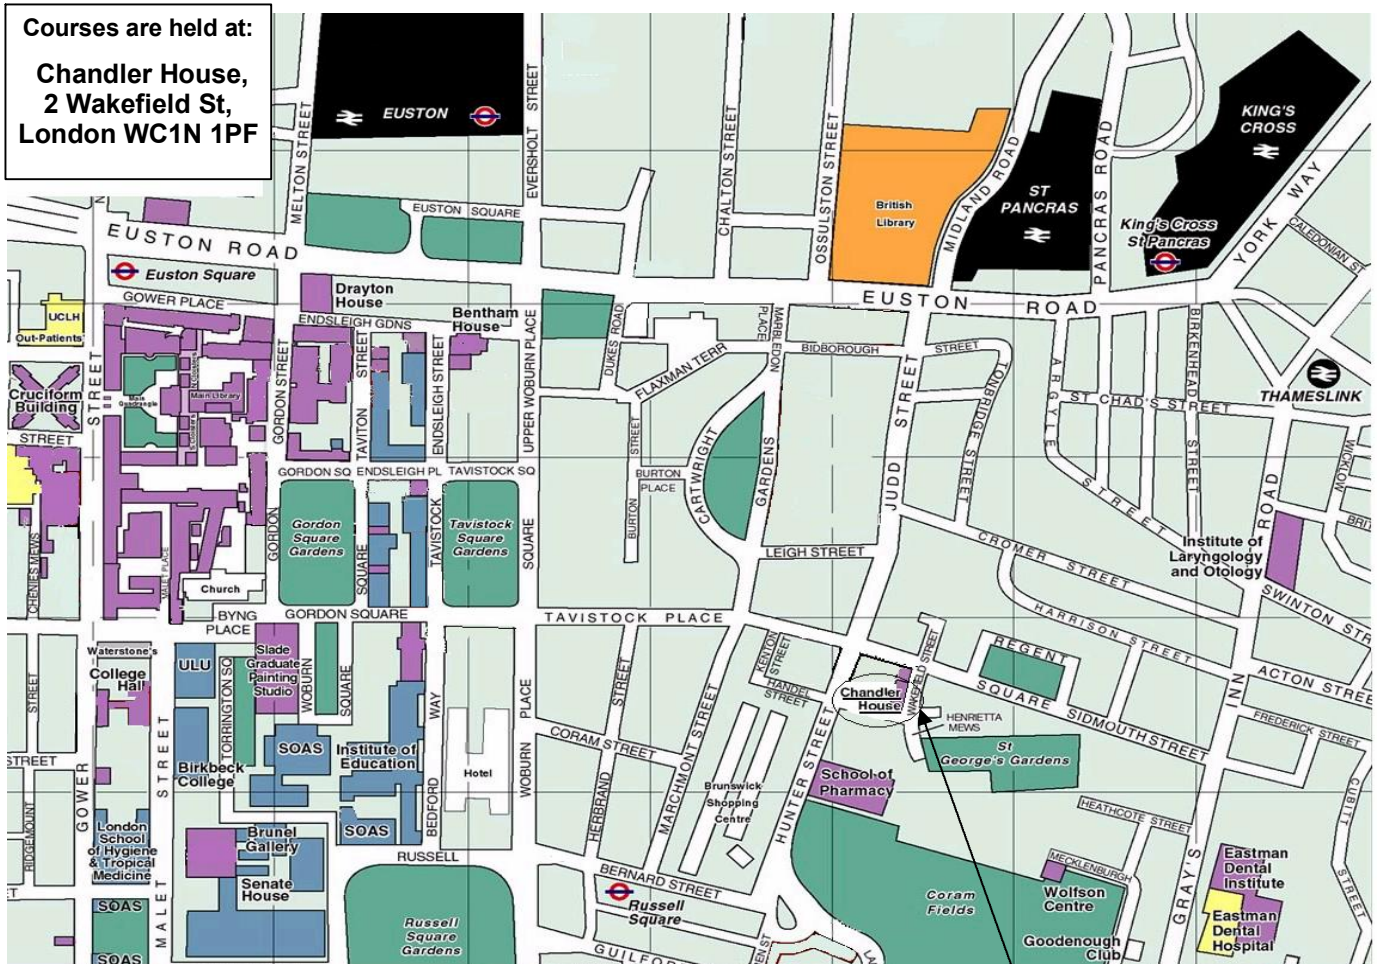 Courses are held at:
Chandler House,
2 Wakefield St,
London WC1N 1PF
EUSTON
MELTON STREET
EVERSHOLT STREET
EUSTON SQUARE
CHALTON STREET
OSSULSTON STREET
British
Library
MIDLAND ROAD
ST
PANCRAS
PANCRAS ROAD
KING'S
CROSS
King's Cross
St Pancras
YORK WAY
CALEDONIAN ST
EUSTON ROAD
Euston Square
GOWER PLACE
Drayton
House
ENDSLEIGH GDNS
Bentham
House
EUSTON ROAD
UCLH
Out-Patients
Cruciform
Building
STREET
STREET
Main
Quadrangle
Main Library
GORDON STREET
TAVITON STREET
ENDSLEIGH STREET
UPPER WOBURN PLACE
DUKES ROAD
FLAXMAN TERR
MARBLEDON
PLACE
BIDBOROUGH STREET
JUDD STREET
TONBRIDGE STREET
ARGYLE STREET
BIRKENHEAD STREET
ST CHAD'S STREET
THAMESLINK
WICKLOW
GORDON SQ
ENDSLEIGH PL
TAVISTOCK SQ
BURTON
PLACE
BURTON STREET
CARTWRIGHT GARDENS
GORDON SQUARE
Gordon
Square
Gardens
TAVISTOCK SQUARE
Tavistock
Square
Gardens
LEIGH STREET
CROMER STREET
HARRISON STREET
Institute of
Laryngology
and Otology
SWINTON STR
ACTON STREE
FREDERICK STREET
CHENIES MEWS
MALET PLACE
Church
BYNG
PLACE
GORDON SQUARE
TAVISTOCK PLACE
Waterstone's
College
Hall
ULU
Slade
Graduate
Painting
Studio
TORRINGTON SQ
WOBURN SQUARE
KENTON
STREET
HANDEL
STREET
Chandler
House
WAKEFIELD STREET
HENRIETTA
MEWS
REGENT SQUARE
SIDMOUTH STREET
St
George's Gardens
GRAY'S INN ROAD
STREET
STREET
RIDGEMOUNT
GOWER
MALET STREET
Birkbeck
College
SOAS
Institute of
Education
SOAS
BEDFORD WAY
Hotel
WOBURN PLACE
CORAM STREET
HERBRAND STREET
MARCHMONT STREET
Brunswick
Shopping
Centre
HUNTER STREET
School of
Pharmacy
HEATHCOTE STREET
MECKLENBURGH
CUBITT STREET
London
School
of Hygiene
& Tropical
Medicine
Brunel
Gallery
Senate
House
RUSSELL
SOAS
SOAS
Russell
Square
Gardens
BERNARD STREET
Russell
Square
GUILFOR
Coram
Fields
Wolfson
Centre
Goodenough
Club
Eastman
Dental
Institute
Eastman
Dental
Hospital